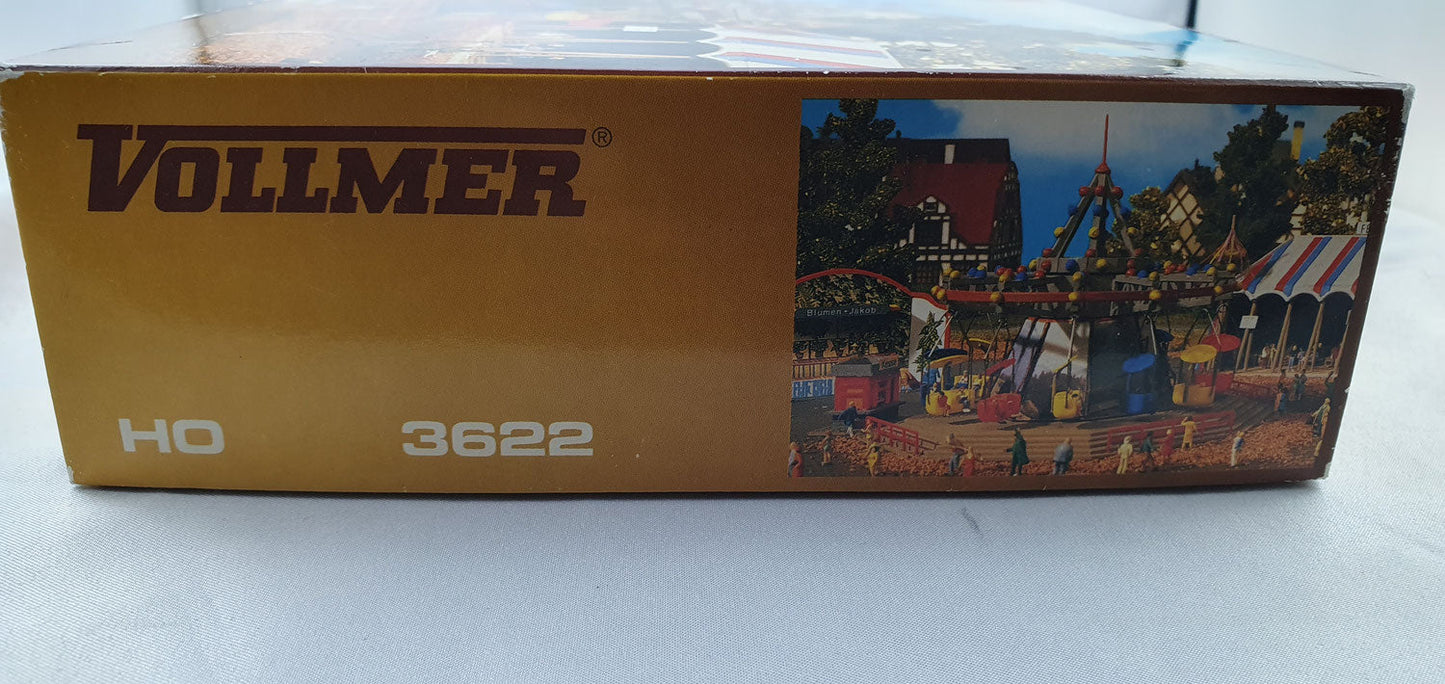 VOLLMER®
HO 3622
Blumen-Jakob